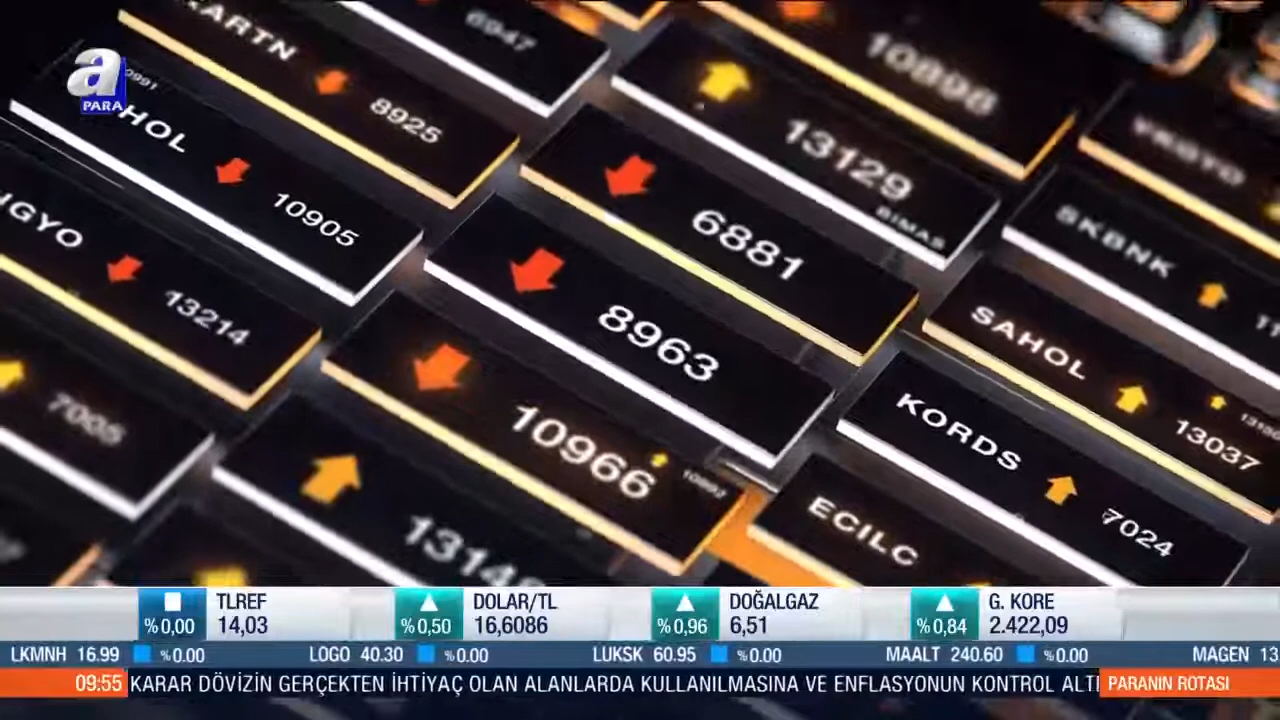 a
PARA
KARTN
8925
6947
10898
13129
BIMAS
10905
6881
SKBNK
13214
8963
SAHOL
13037
7005
10966
KORDS
7024
ECILC
%0,00 TLREF 14,03
%0,50 DOLAR/TL 16,6086
%0,96 DOĞALGAZ 6,51
%0,84 G. KORE 2.422,09
LKMNH 16.99 %0.00 LOGO 40.30 %0.00 LUKSK 60.95 %0.00 MAALT 240.60 %0.00 MAGEN 13
09:55 KARAR DÖVİZİN GERÇEKTEN İHTİYAÇ OLAN ALANLARDA KULLANILMASINA VE ENFLASYONUN KONTROL ALTI PARANIN ROTASI